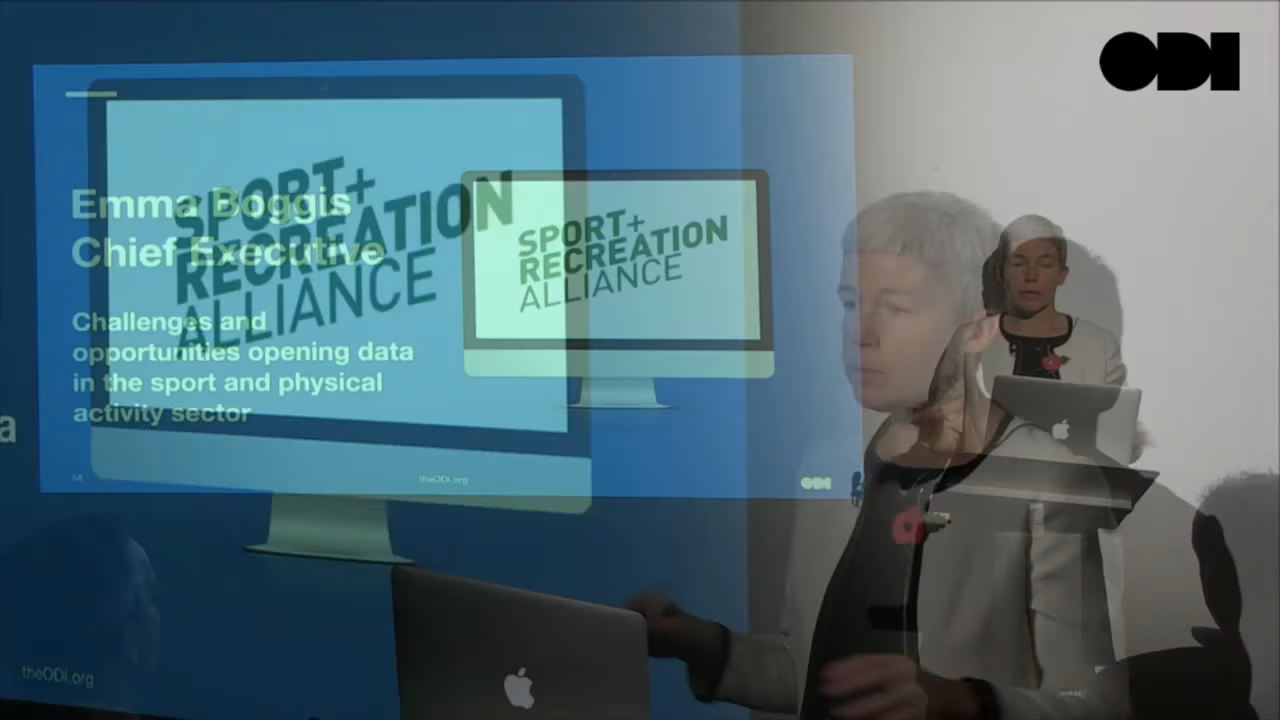 ODI
Emma Boggis
Chief Executive
Challenges and
opportunities opening data
in the sport and physical
activity sector
SPORT+
RECREATION
ALLIANCE
SPORT+
RECREATION
ALLIANCE
theODI.org
ODI
a
theODI.org